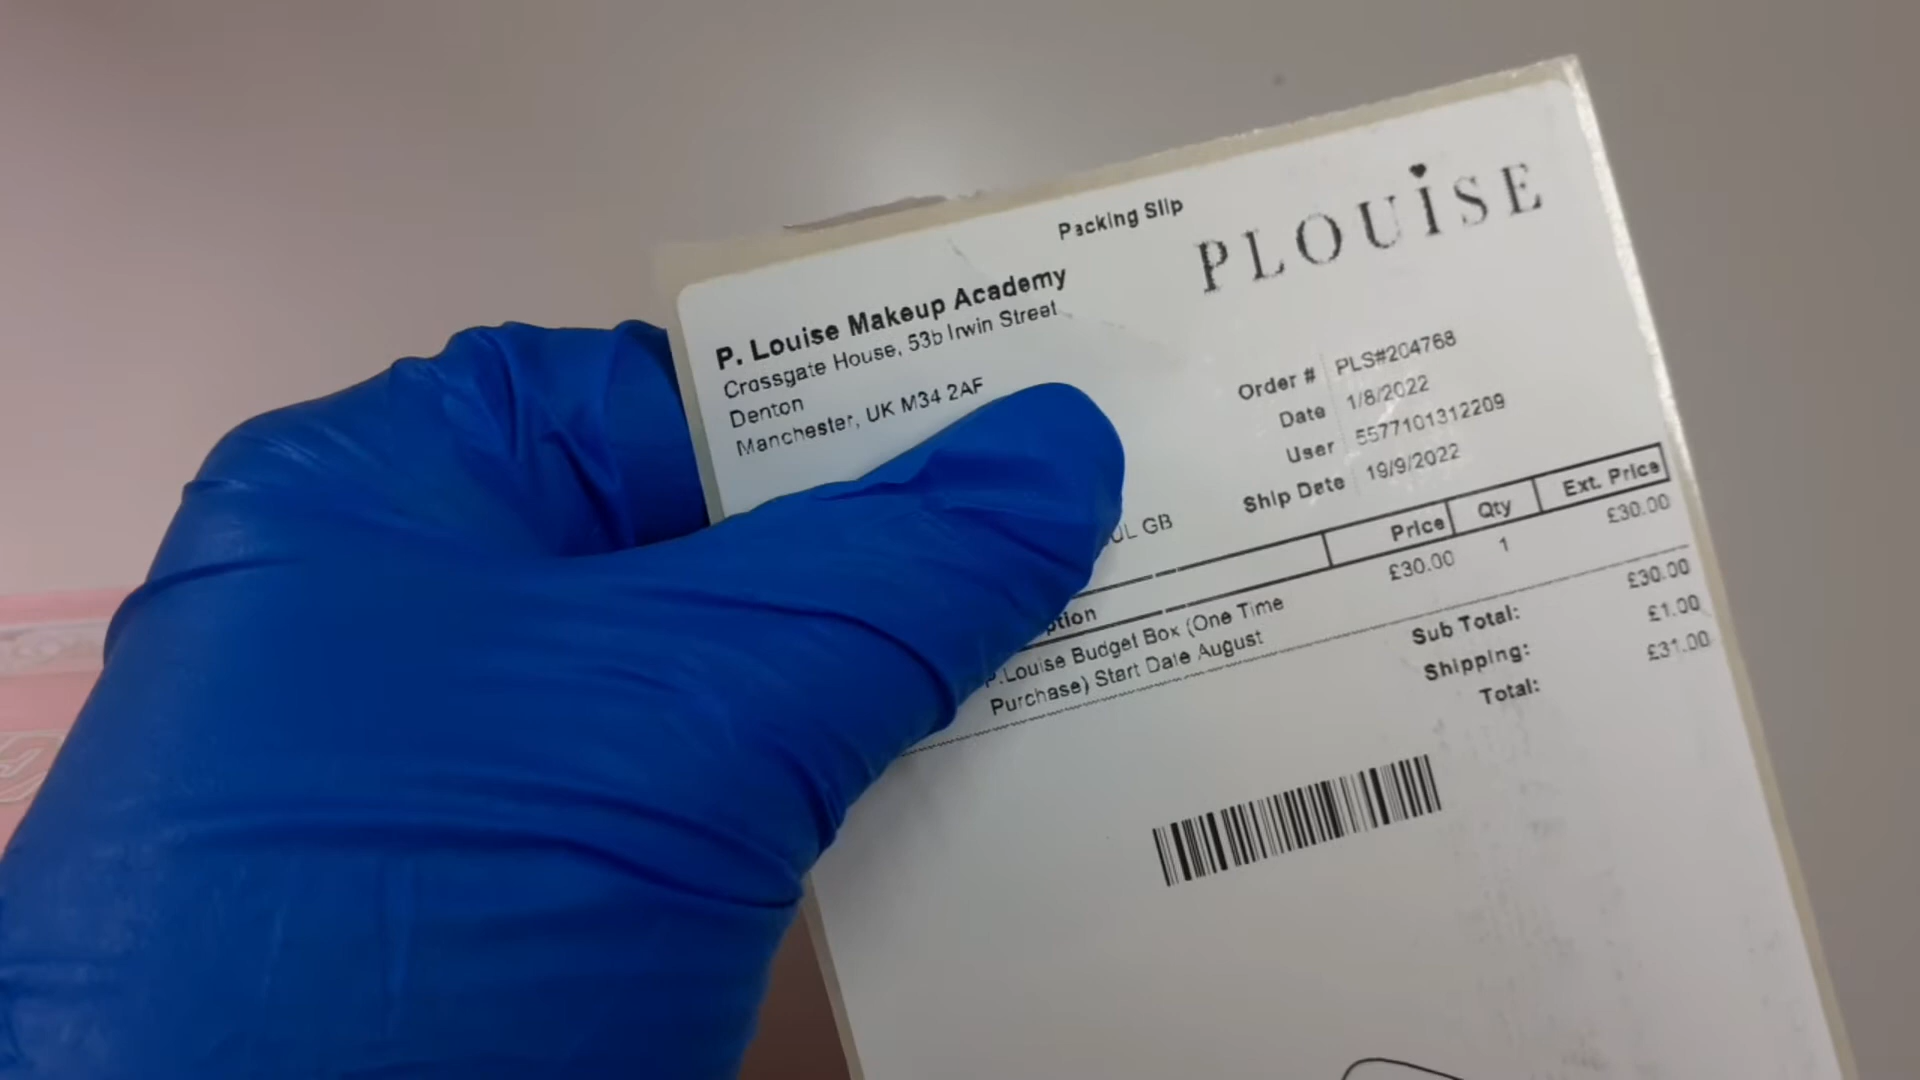 Packing Slip
PLOUiSE
P. Louise Makeup Academy
Crossgate House, 53b Irwin Street
Denton
Manchester, UK M34 2AF
Order # PLS#204768
Date 1/8/2022
User 5577101312209
Ship Date 19/9/2022
GB
Price Qty Ext. Price
P.Louise Budget Box (One Time £30.00 1 £30.00
Purchase) Start Date August
Sub Total: £30.00
Shipping: £1.00
Total: £31.00